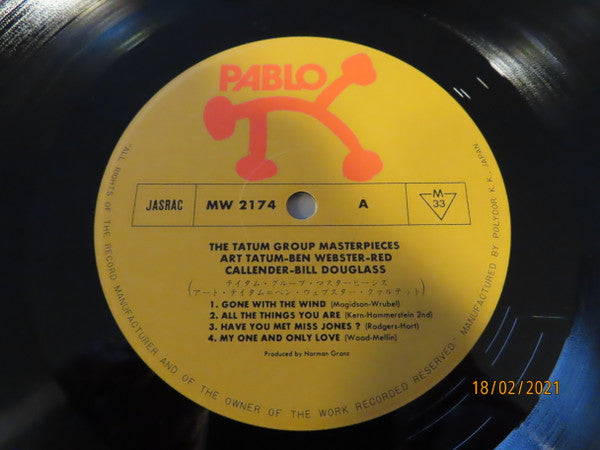 PABLO
JASRAC
MW 2174
A
M
33
THE TATUM GROUP MASTERPIECES
ART TATUM-BEN WEBSTER-RED
CALLENDER-BILL DOUGLASS
(テイタム・グループ・マスターピーシズ
アート・テイタム=ベン・ウェブスター・クァルテット)
1. GONE WITH THE WIND (Magidson-Wrubel)
2. ALL THE THINGS YOU ARE (Kern-Hammerstein 2nd)
3. HAVE YOU MET MISS JONES ? (Rodgers-Hart)
4. MY ONE AND ONLY LOVE (Wood-Mellin)
Produced by Norman Granz
"ALL RIGHTS OF THE RECORD MANUFACTURER AND OF THE OWNER OF THE WORK RECORDED RESERVED" MANUFACTURED BY POLYDOR K.K. JAPAN
18/02/2021